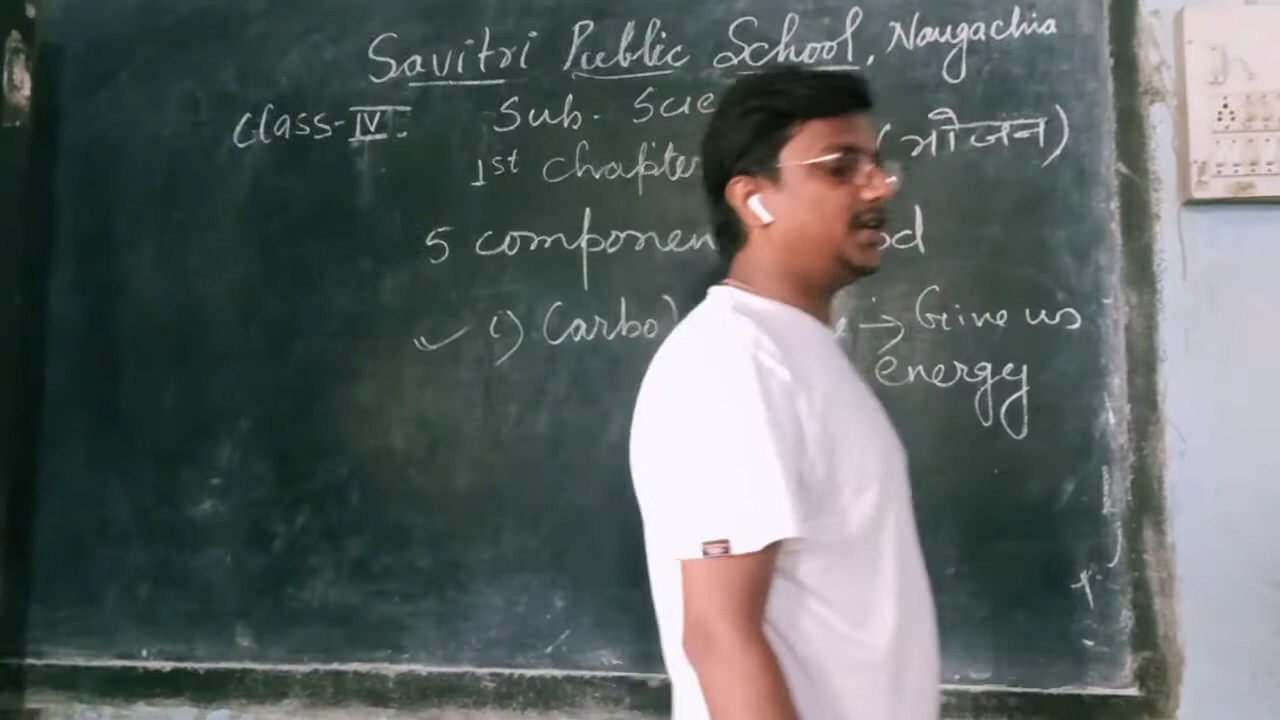 Savitri Public School, Naugachia
Class-IV. Sub. Scie
1st chapter (भोजन)
5 componen od
✓ 1) Carbo e → Give us
energy